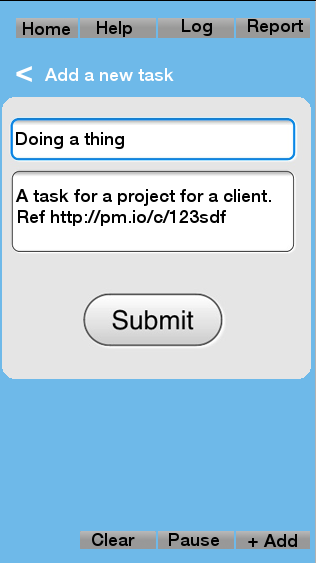 Home Help Log Report
< Add a new task
Doing a thing
A task for a project for a client.
Ref http://pm.io/c/123sdf
Submit
Clear Pause + Add